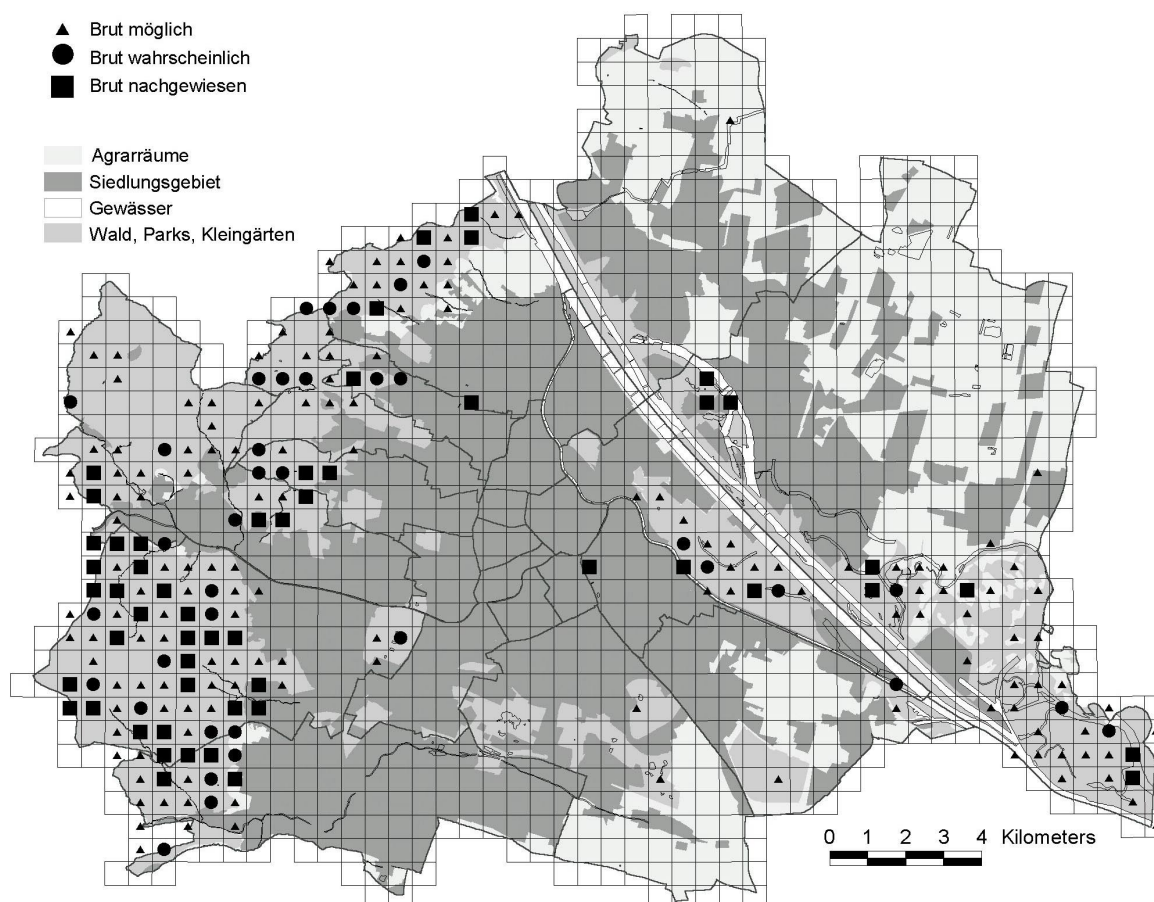 Brut möglich
Brut wahrscheinlich
Brut nachgewiesen
Agrarräume
Siedlungsgebiet
Gewässer
Wald, Parks, Kleingärten
0 1 2 3 4 Kilometers